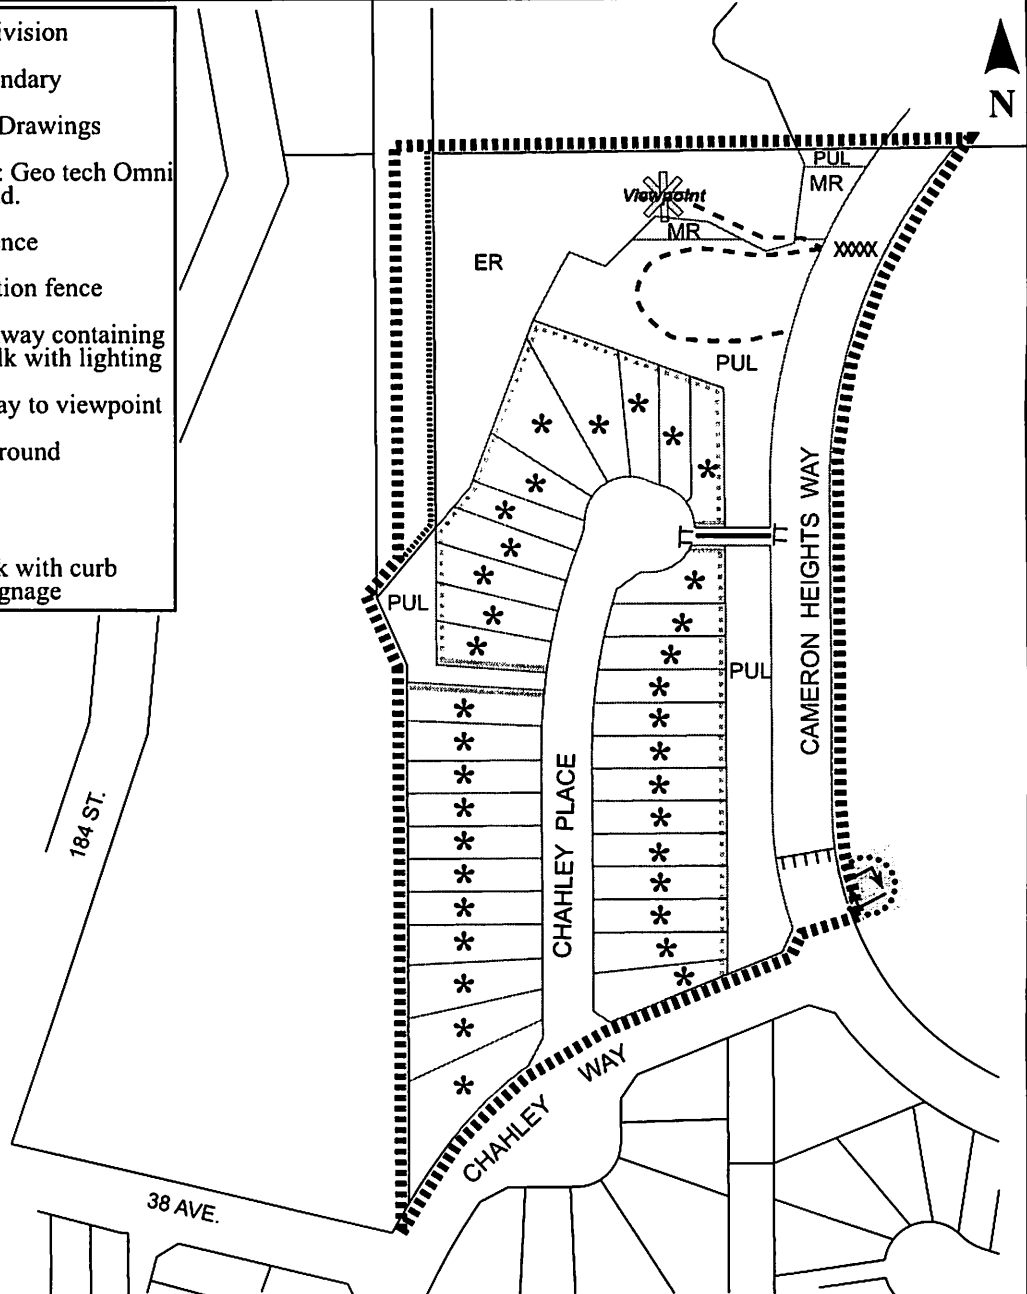 ivision
ndary
Drawings
: Geo tech Omni
d.
nce
tion fence
way containing
lk with lighting
ay to viewpoint
round
k with curb
gnage
N
PUL
MR
Viewpoint
MR
XXXXX
ER
PUL
PUL
PUL
CAMERON HEIGHTS WAY
CHAHLEY PLACE
184 ST.
CHAHLEY WAY
38 AVE.